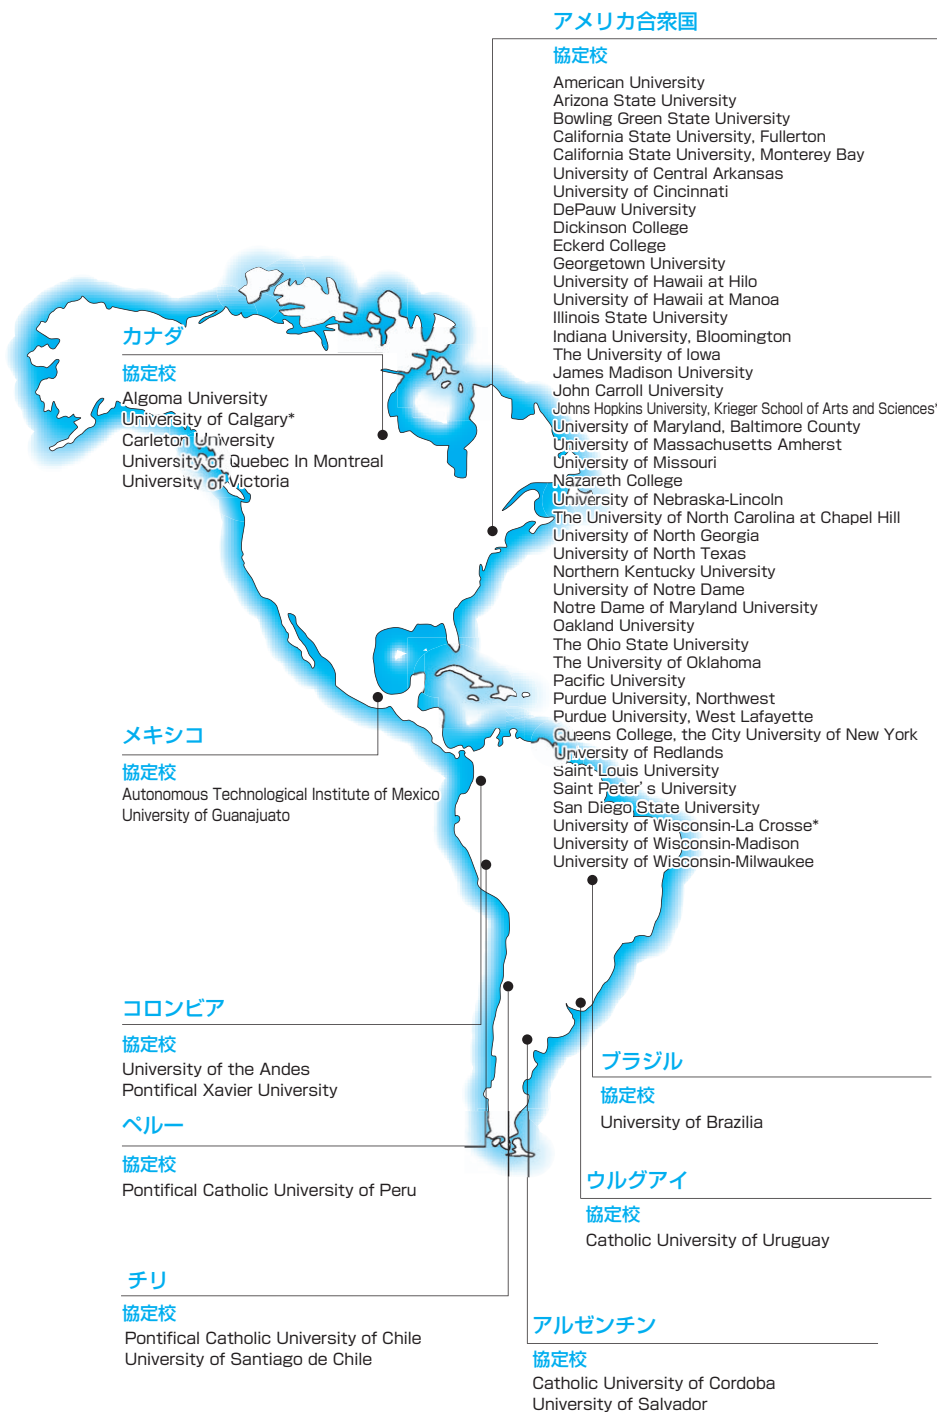 アメリカ合衆国
協定校
American University
Arizona State University
Bowling Green State University
California State University, Fullerton
California State University, Monterey Bay
University of Central Arkansas
University of Cincinnati
DePauw University
Dickinson College
Eckerd College
Georgetown University
University of Hawaii at Hilo
University of Hawaii at Manoa
Illinois State University
Indiana University, Bloomington
The University of Iowa
James Madison University
John Carroll University
Johns Hopkins University, Krieger School of Arts and Sciences*
University of Maryland, Baltimore County
University of Massachusetts Amherst
University of Missouri
Nazareth College
University of Nebraska-Lincoln
The University of North Carolina at Chapel Hill
University of North Georgia
University of North Texas
Northern Kentucky University
University of Notre Dame
Notre Dame of Maryland University
Oakland University
The Ohio State University
The University of Oklahoma
Pacific University
Purdue University, Northwest
Purdue University, West Lafayette
Queens College, the City University of New York
University of Redlands
Saint Louis University
Saint Peter's University
San Diego State University
University of Wisconsin-La Crosse*
University of Wisconsin-Madison
University of Wisconsin-Milwaukee
カナダ
協定校
Algoma University
University of Calgary*
Carleton University
University of Quebec In Montreal
University of Victoria
メキシコ
協定校
Autonomous Technological Institute of Mexico
University of Guanajuato
コロンビア
協定校
University of the Andes
Pontifical Xavier University
ペルー
協定校
Pontifical Catholic University of Peru
チリ
協定校
Pontifical Catholic University of Chile
University of Santiago de Chile
ブラジル
協定校
University of Brazilia
ウルグアイ
協定校
Catholic University of Uruguay
アルゼンチン
協定校
Catholic University of Cordoba
University of Salvador